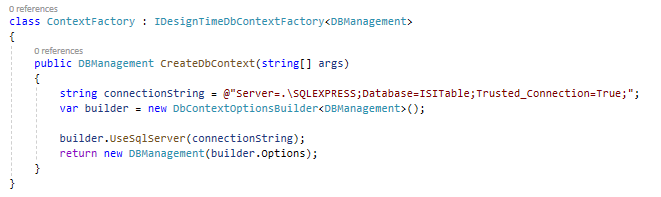 0 references
class ContextFactory : IDesignTimeDbContextFactory<DBManagement>
{
0 references
public DBManagement CreateDbContext(string[] args)
{
string connectionString = @"Server=.\SQLEXPRESS;Database=ISITable;Trusted_Connection=True;";
var builder = new DbContextOptionsBuilder<DBManagement>();
builder.UseSqlServer(connectionString);
return new DBManagement(builder.Options);
}
}